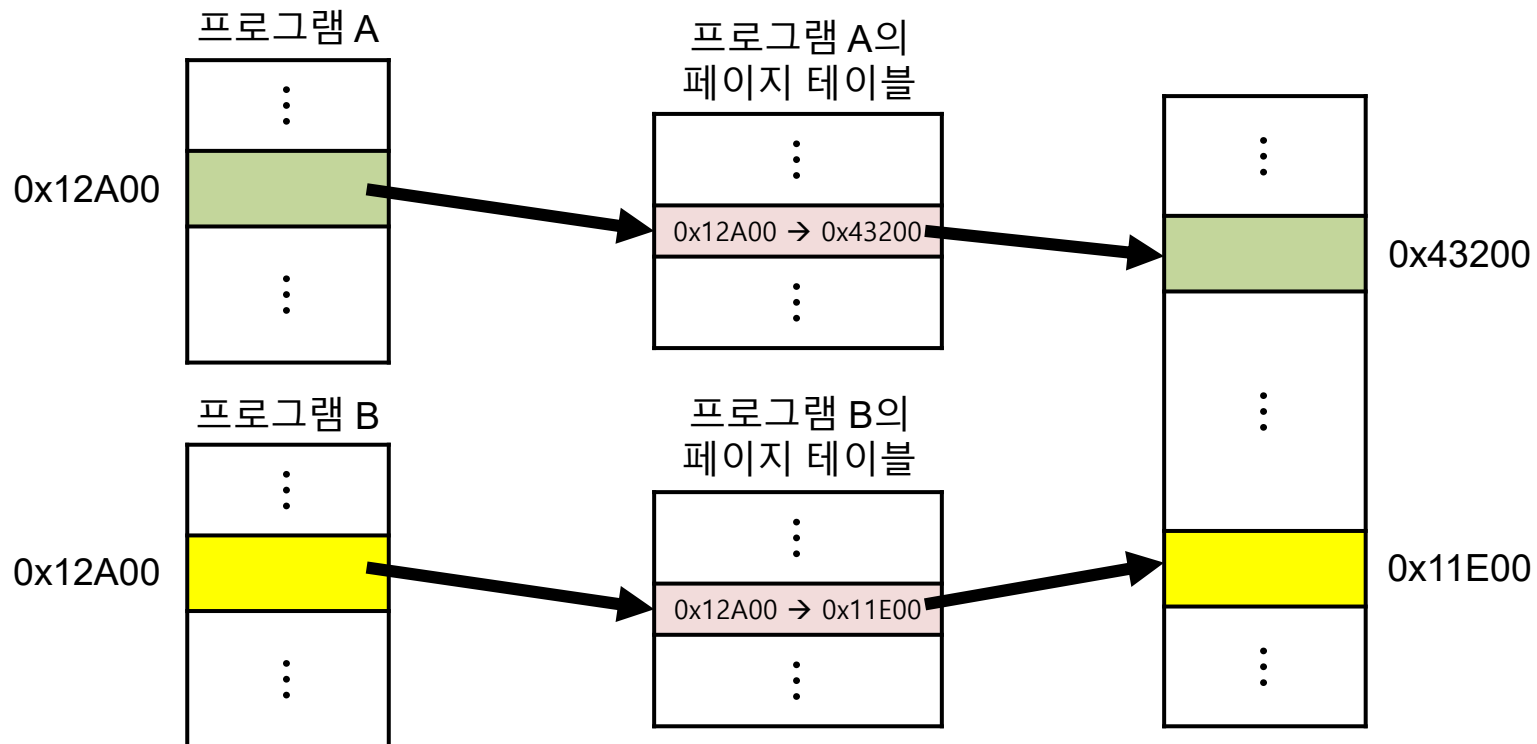 프로그램 A
프로그램 A의
페이지 테이블
⋮
⋮
⋮
0x12A00
0x12A00 → 0x43200
0x43200
⋮
⋮
⋮
프로그램 B
프로그램 B의
페이지 테이블
⋮
⋮
0x12A00
0x12A00 → 0x11E00
0x11E00
⋮
⋮
⋮